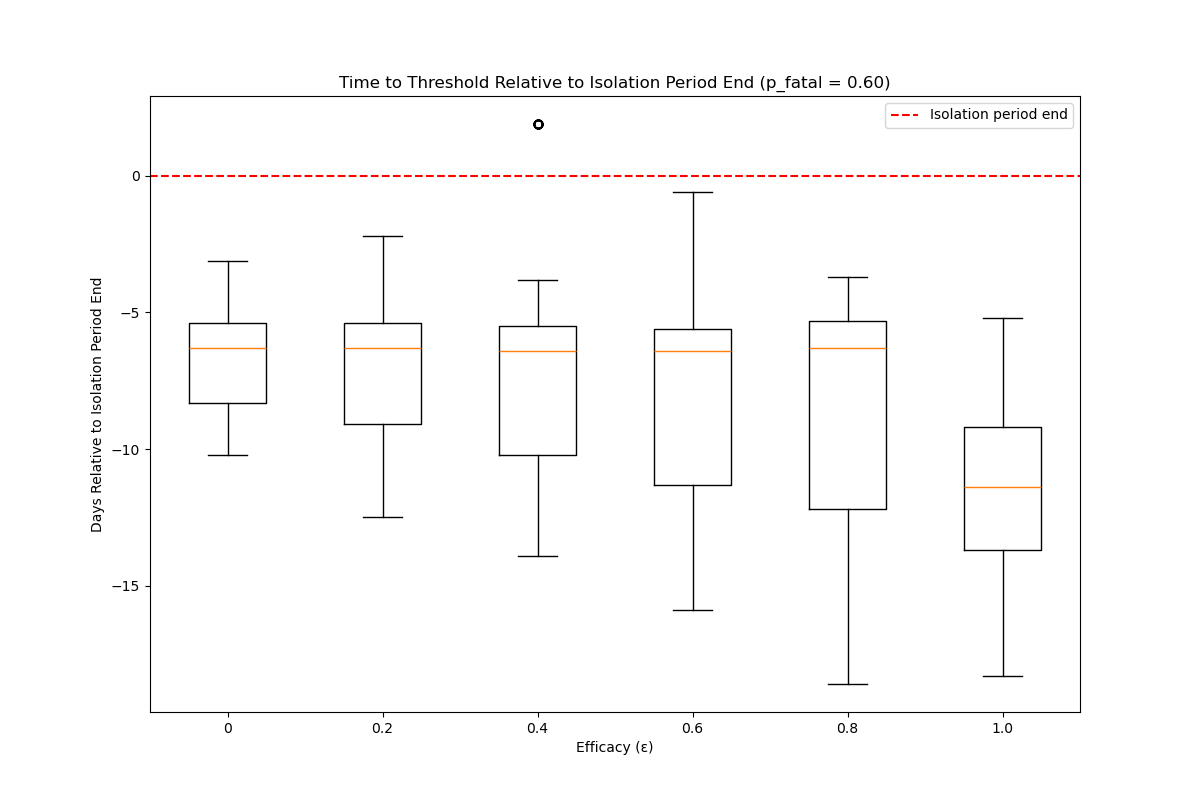 Time to Threshold Relative to Isolation Period End (p_fatal = 0.60)
Isolation period end
Days Relative to Isolation Period End
0
−5
−10
−15
0
0.2
0.4
0.6
0.8
1.0
Efficacy (ε)